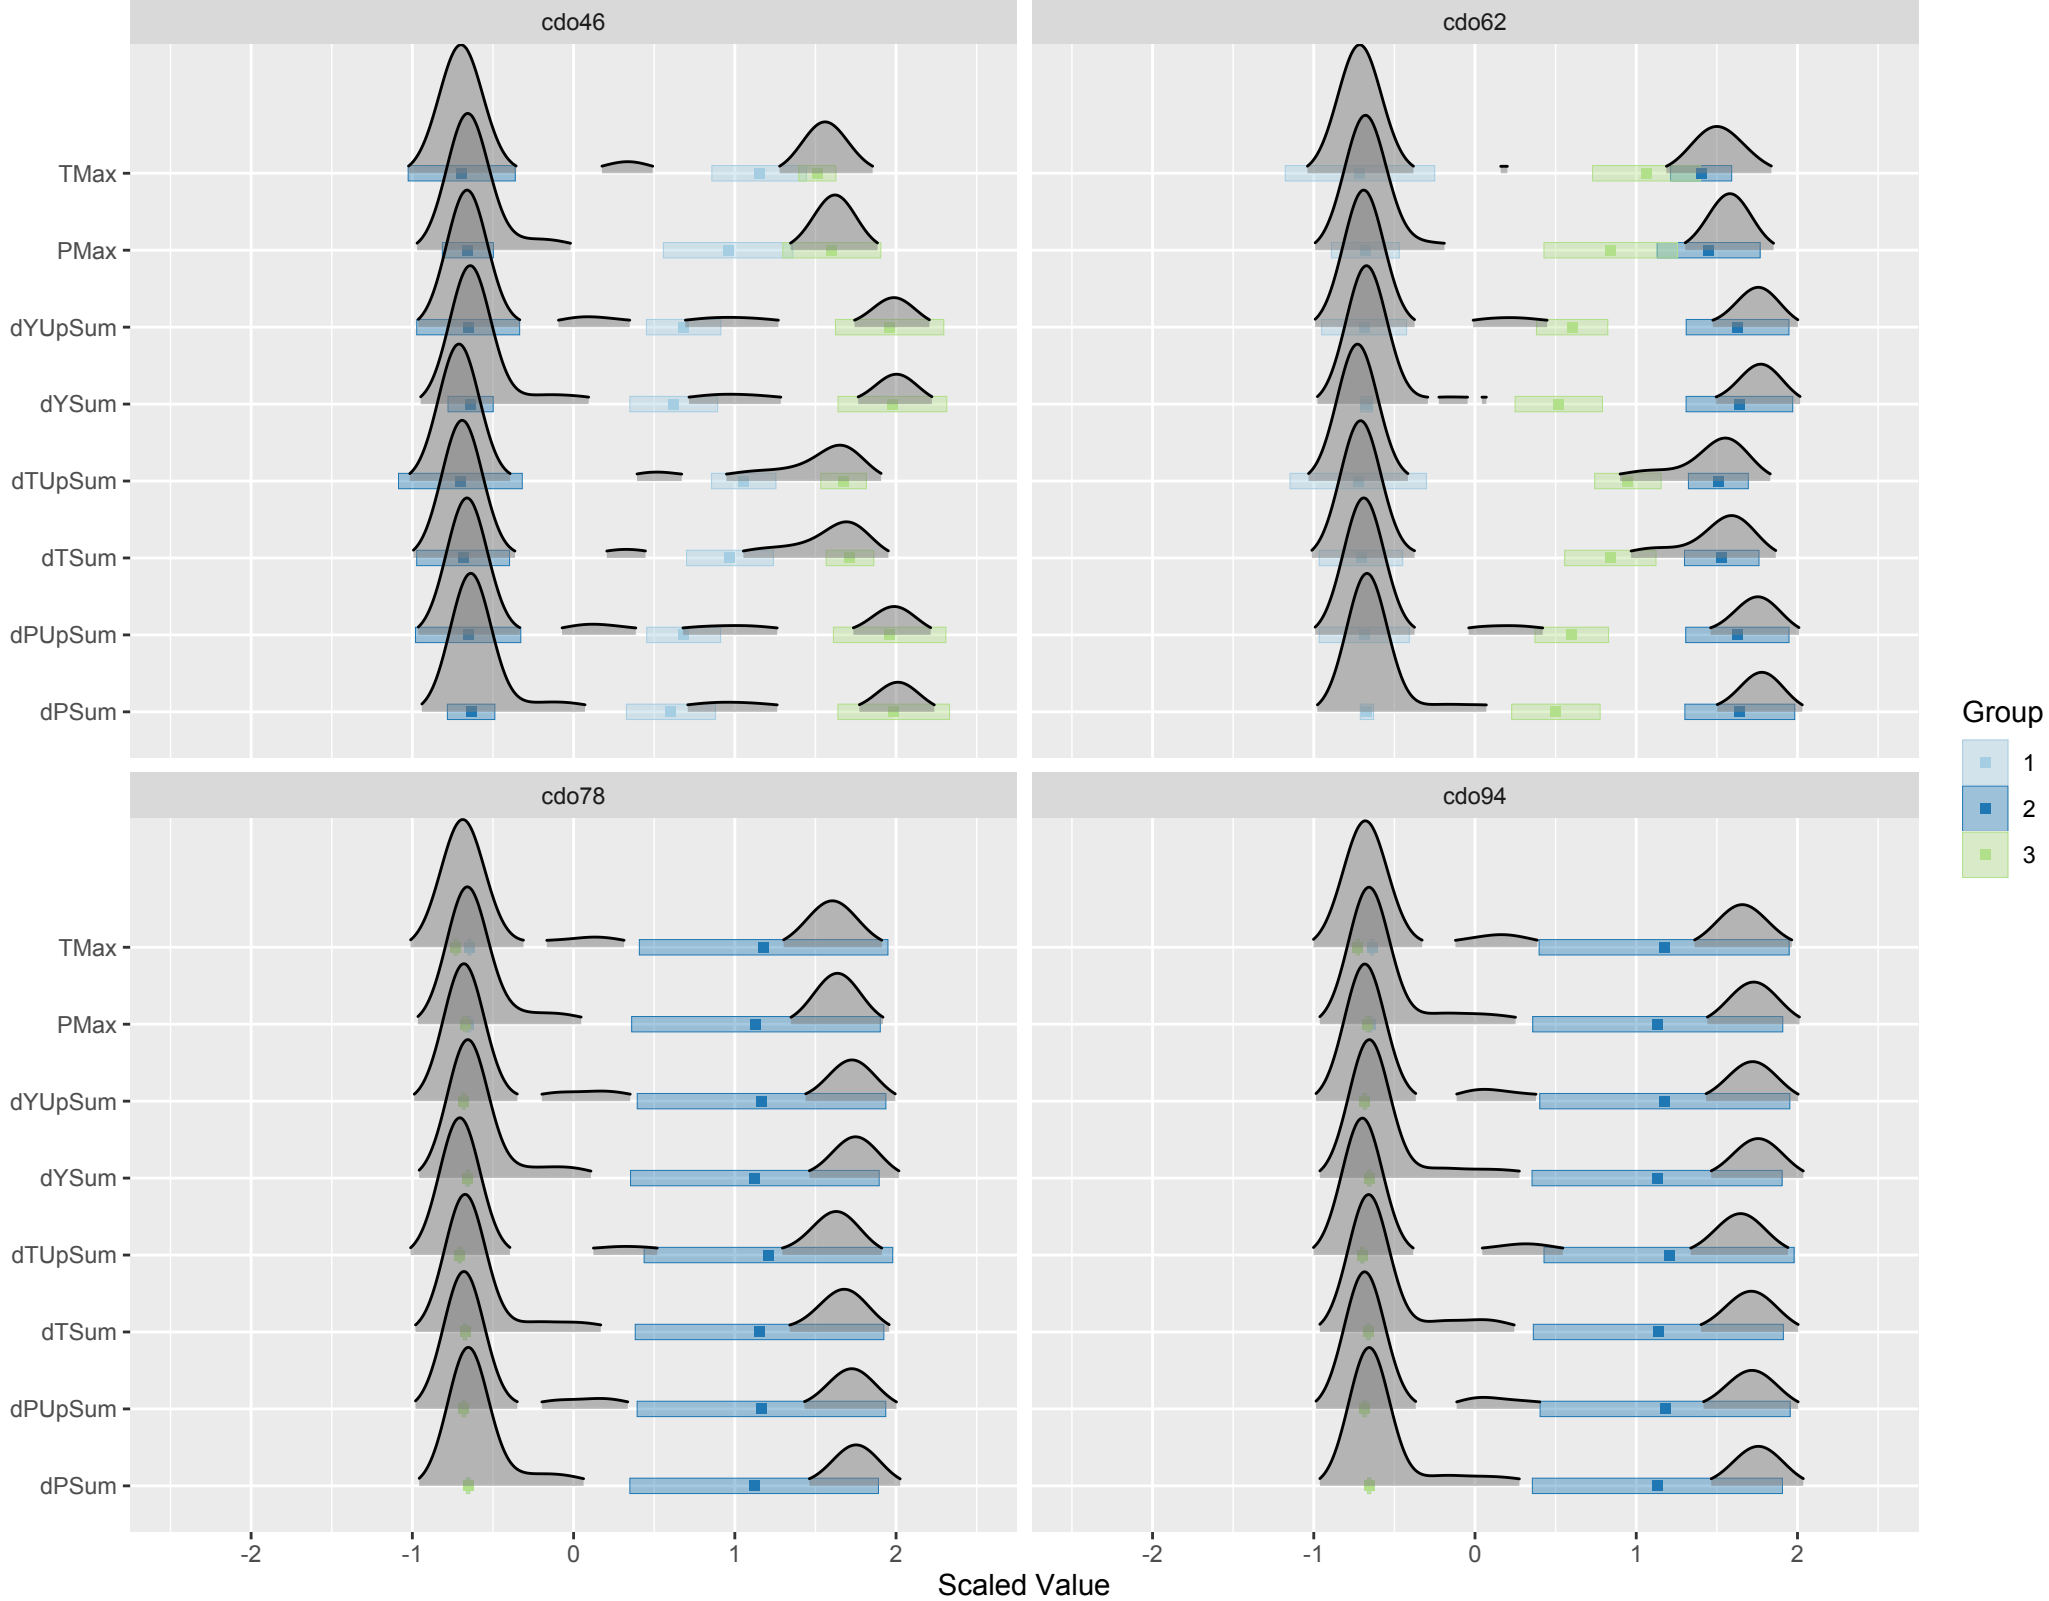 cdo46
cdo62
TMax
PMax
dYUpSum
dYSum
dTUpSum
dTSum
dPUpSum
dPSum
cdo78
cdo94
TMax
PMax
dYUpSum
dYSum
dTUpSum
dTSum
dPUpSum
dPSum
-2 -1 0 1 2 -2 -1 0 1 2
Scaled Value
Group
1
2
3